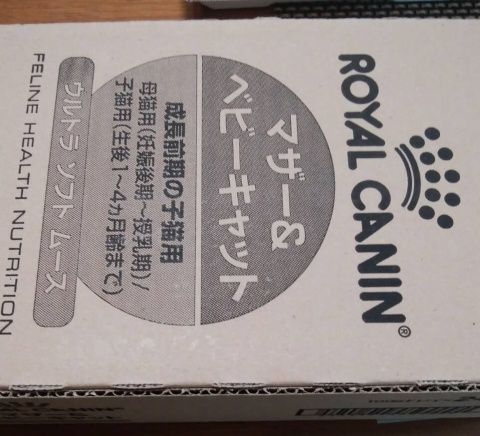 ROYAL CANIN®
マザー&
ベビーキャット
成長前期の子猫用
母猫用(妊娠後期～授乳期)/
子猫用(生後1～4ヵ月齢まで)
ウルトラ ソフト ムース
FELINE HEALTH NUTRITION